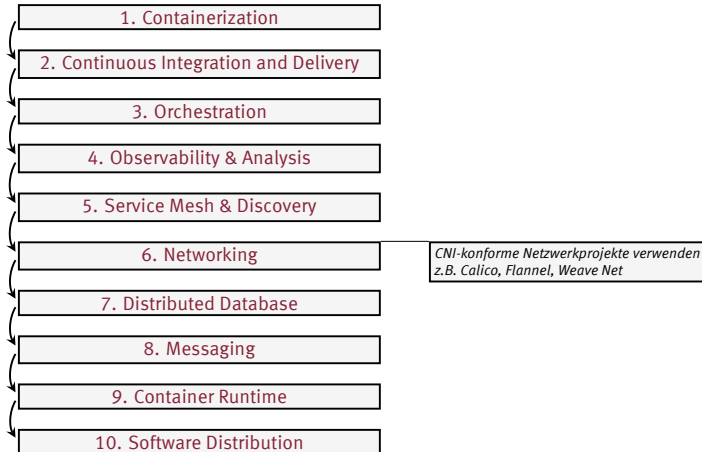 1. Containerization
2. Continuous Integration and Delivery
3. Orchestration
4. Observability & Analysis
5. Service Mesh & Discovery
6. Networking
CNI-konforme Netzwerkprojekte verwenden
z.B. Calico, Flannel, Weave Net
7. Distributed Database
8. Messaging
9. Container Runtime
10. Software Distribution